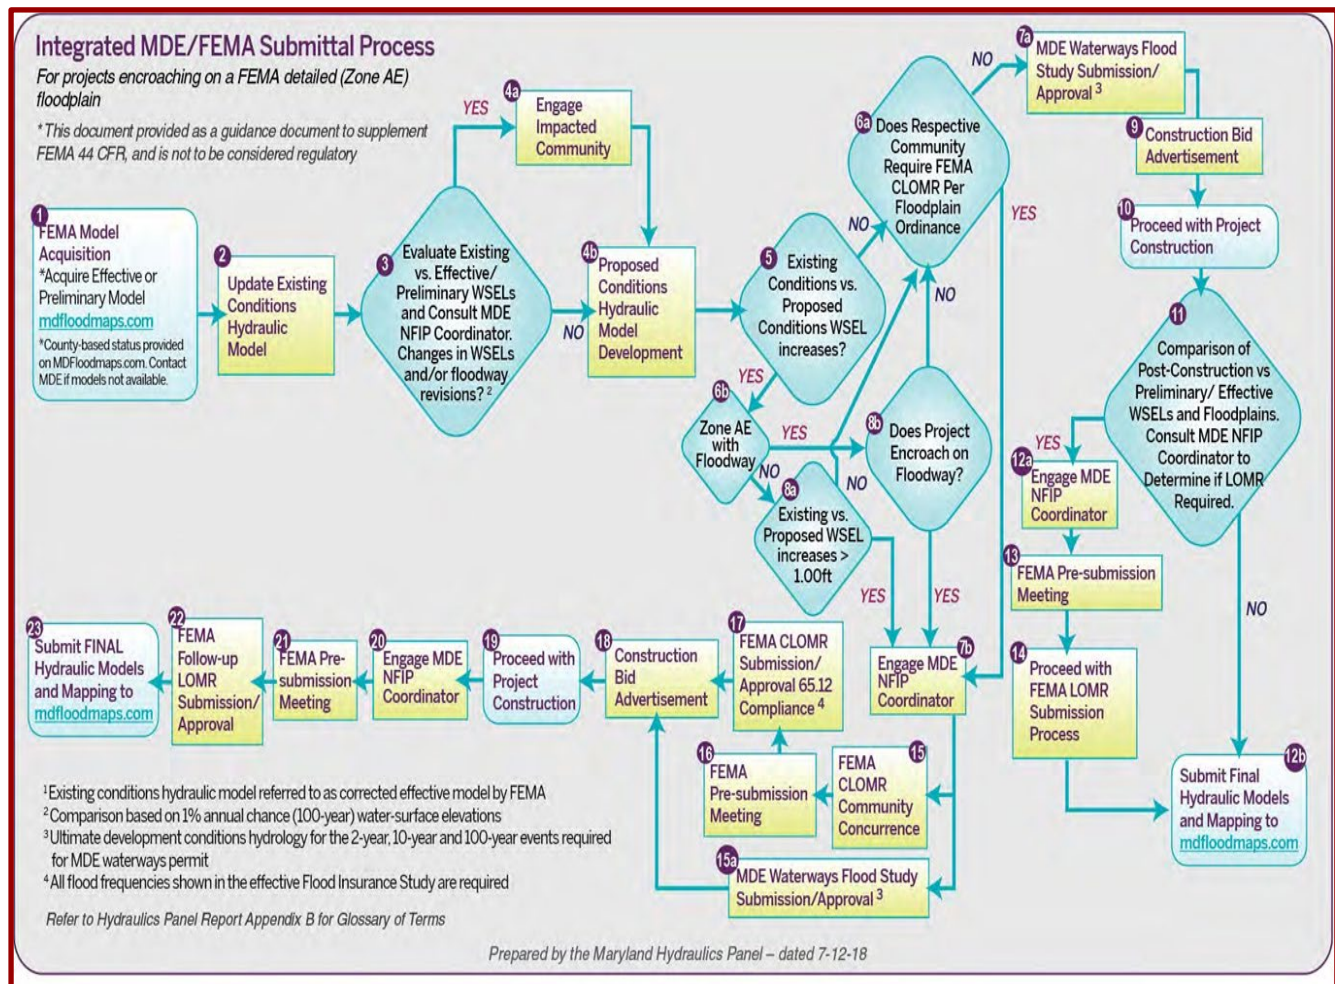 Integrated MDE/FEMA Submittal Process
For projects encroaching on a FEMA detailed (Zone AE)
floodplain
*This document provided as a guidance document to supplement
FEMA 44 CFR, and is not to be considered regulatory
1
FEMA Model
Acquisition
*Acquire Effective or
Preliminary Model
mdfloodmaps.com
*County-based status provided
on MDFloodmaps.com. Contact
MDE if models not available.
2
Update Existing
Conditions
Hydraulic
Model
3
Evaluate Existing
vs. Effective/
Preliminary WSELs
and Consult MDE
NFIP Coordinator.
Changes in WSELs
and/or floodway
revisions? 2
YES
NO
4a
Engage
Impacted
Community
4b
Proposed
Conditions
Hydraulic
Model
Development
5
Existing
Conditions vs.
Proposed
Conditions WSEL
increases?
NO
YES
6a
Does Respective
Community
Require FEMA
CLOMR Per
Floodplain
Ordinance
NO
YES
6b
Zone AE
with
Floodway
YES
NO
7a
MDE Waterways Flood
Study Submission/
Approval 3
8a
Existing vs.
Proposed WSEL
increases >
1.00ft
NO
YES
8b
Does Project
Encroach on
Floodway?
NO
YES
7b
Engage MDE
NFIP
Coordinator
9
Construction Bid
Advertisement
10
Proceed with Project
Construction
11
Comparison of
Post-Construction vs
Preliminary/ Effective
WSELs and Floodplains.
Consult MDE NFIP
Coordinator to
Determine if LOMR
Required.
YES
NO
12a
Engage MDE
NFIP
Coordinator
13
FEMA Pre-submission
Meeting
14
Proceed with
FEMA LOMR
Submission
Process
12b
Submit Final
Hydraulic Models
and Mapping to
mdfloodmaps.com
15
FEMA
CLOMR
Community
Concurrence
15a
MDE Waterways Flood Study
Submission/Approval 3
16
FEMA
Pre-submission
Meeting
17
FEMA CLOMR
Submission/
Approval 65.12
Compliance 4
18
Construction
Bid
Advertisement
19
Proceed with
Project
Construction
20
Engage MDE
NFIP
Coordinator
21
FEMA Pre-
submission
Meeting
22
FEMA
Follow-up
LOMR
Submission/
Approval
23
Submit FINAL
Hydraulic Models
and Mapping to
mdfloodmaps.com
1 Existing conditions hydraulic model referred to as corrected effective model by FEMA
2 Comparison based on 1% annual chance (100-year) water-surface elevations
3 Ultimate development conditions hydrology for the 2-year, 10-year and 100-year events required
for MDE waterways permit
4 All flood frequencies shown in the effective Flood Insurance Study are required
Refer to Hydraulics Panel Report Appendix B for Glossary of Terms
Prepared by the Maryland Hydraulics Panel – dated 7-12-18